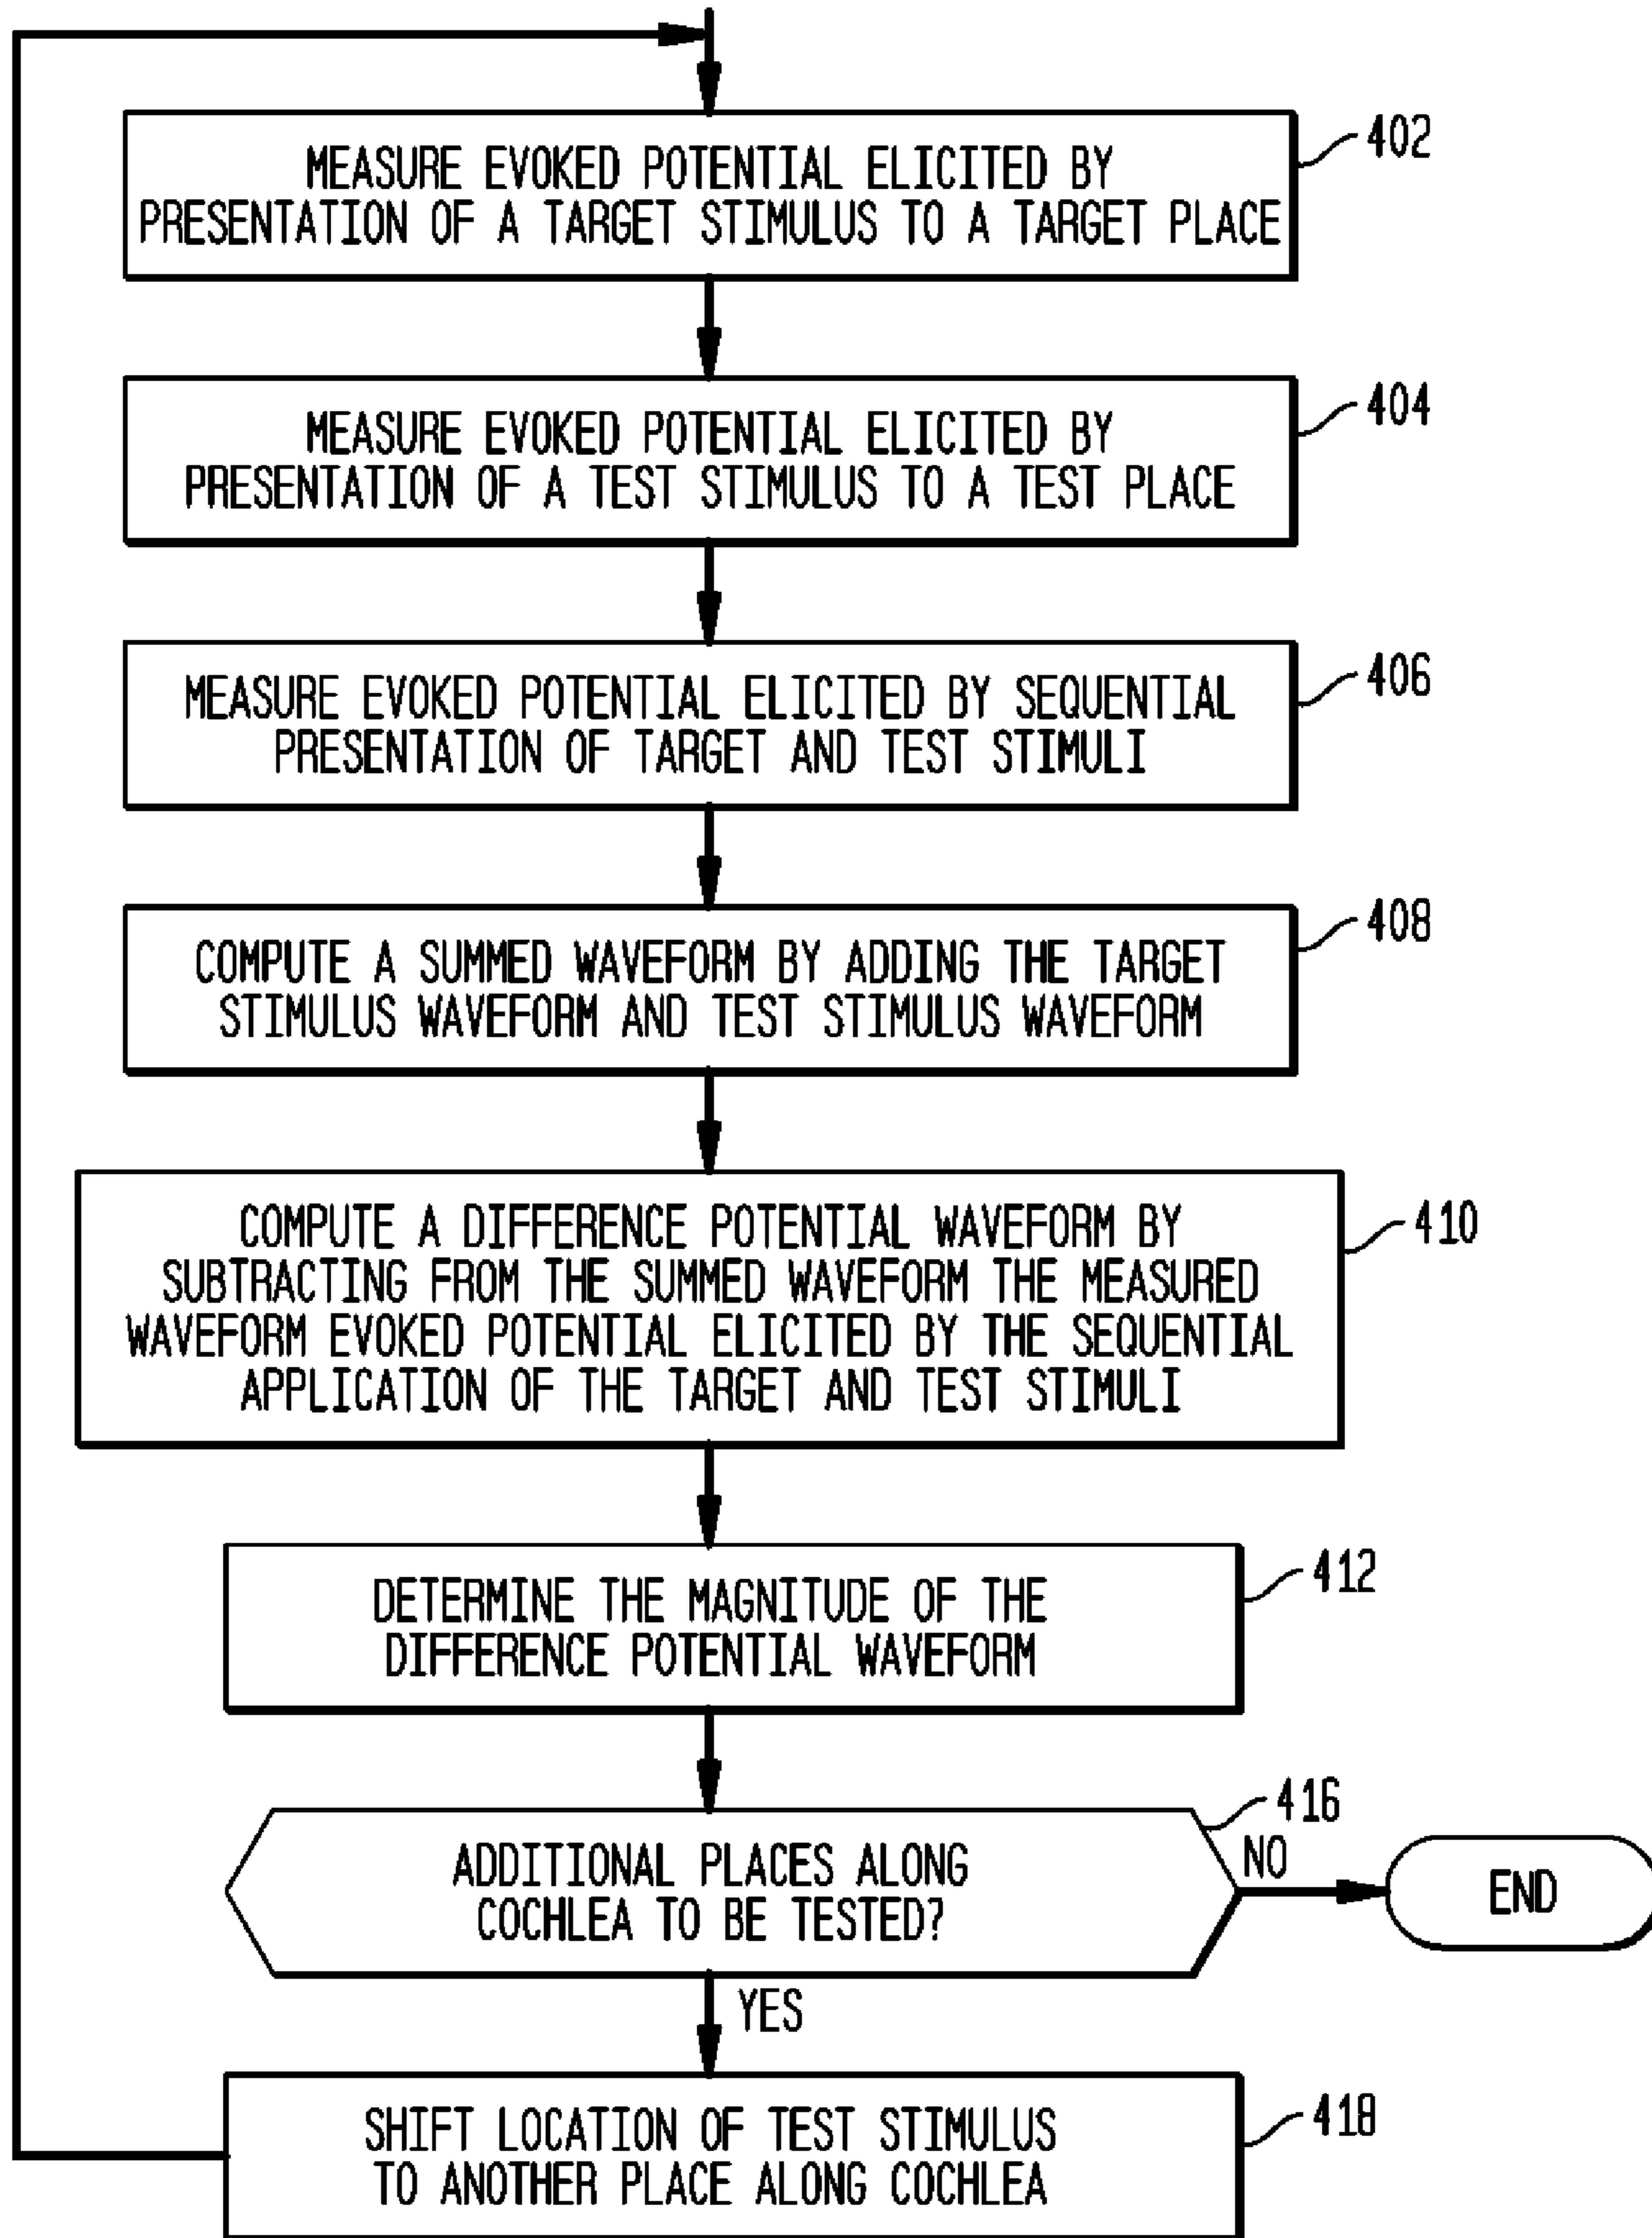 MEASURE EVOKED POTENTIAL ELICITED BY
PRESENTATION OF A TARGET STIMULUS TO A TARGET PLACE
402
MEASURE EVOKED POTENTIAL ELICITED BY
PRESENTATION OF A TEST STIMULUS TO A TEST PLACE
404
MEASURE EVOKED POTENTIAL ELICITED BY SEQUENTIAL
PRESENTATION OF TARGET AND TEST STIMULI
406
COMPUTE A SUMMED WAVEFORM BY ADDING THE TARGET
STIMULUS WAVEFORM AND TEST STIMULUS WAVEFORM
408
COMPUTE A DIFFERENCE POTENTIAL WAVEFORM BY
SUBTRACTING FROM THE SUMMED WAVEFORM THE MEASURED
WAVEFORM EVOKED POTENTIAL ELICITED BY THE SEQUENTIAL
APPLICATION OF THE TARGET AND TEST STIMULI
410
DETERMINE THE MAGNITUDE OF THE
DIFFERENCE POTENTIAL WAVEFORM
412
ADDITIONAL PLACES ALONG
COCHLEA TO BE TESTED?
416
NO
END
YES
SHIFT LOCATION OF TEST STIMULUS
TO ANOTHER PLACE ALONG COCHLEA
418